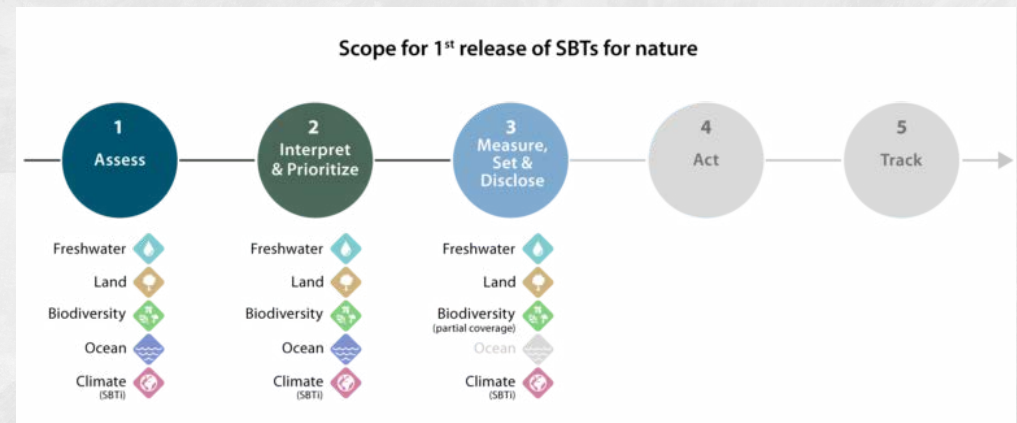 Scope for 1st release of SBTs for nature
1
Assess
2
Interpret
& Prioritize
3
Measure,
Set &
Disclose
4
Act
5
Track
Freshwater
Land
Biodiversity
Ocean
Climate
(SBTi)
Freshwater
Land
Biodiversity
Ocean
Climate
(SBTi)
Freshwater
Land
Biodiversity
(partial coverage)
Ocean
Climate
(SBTi)